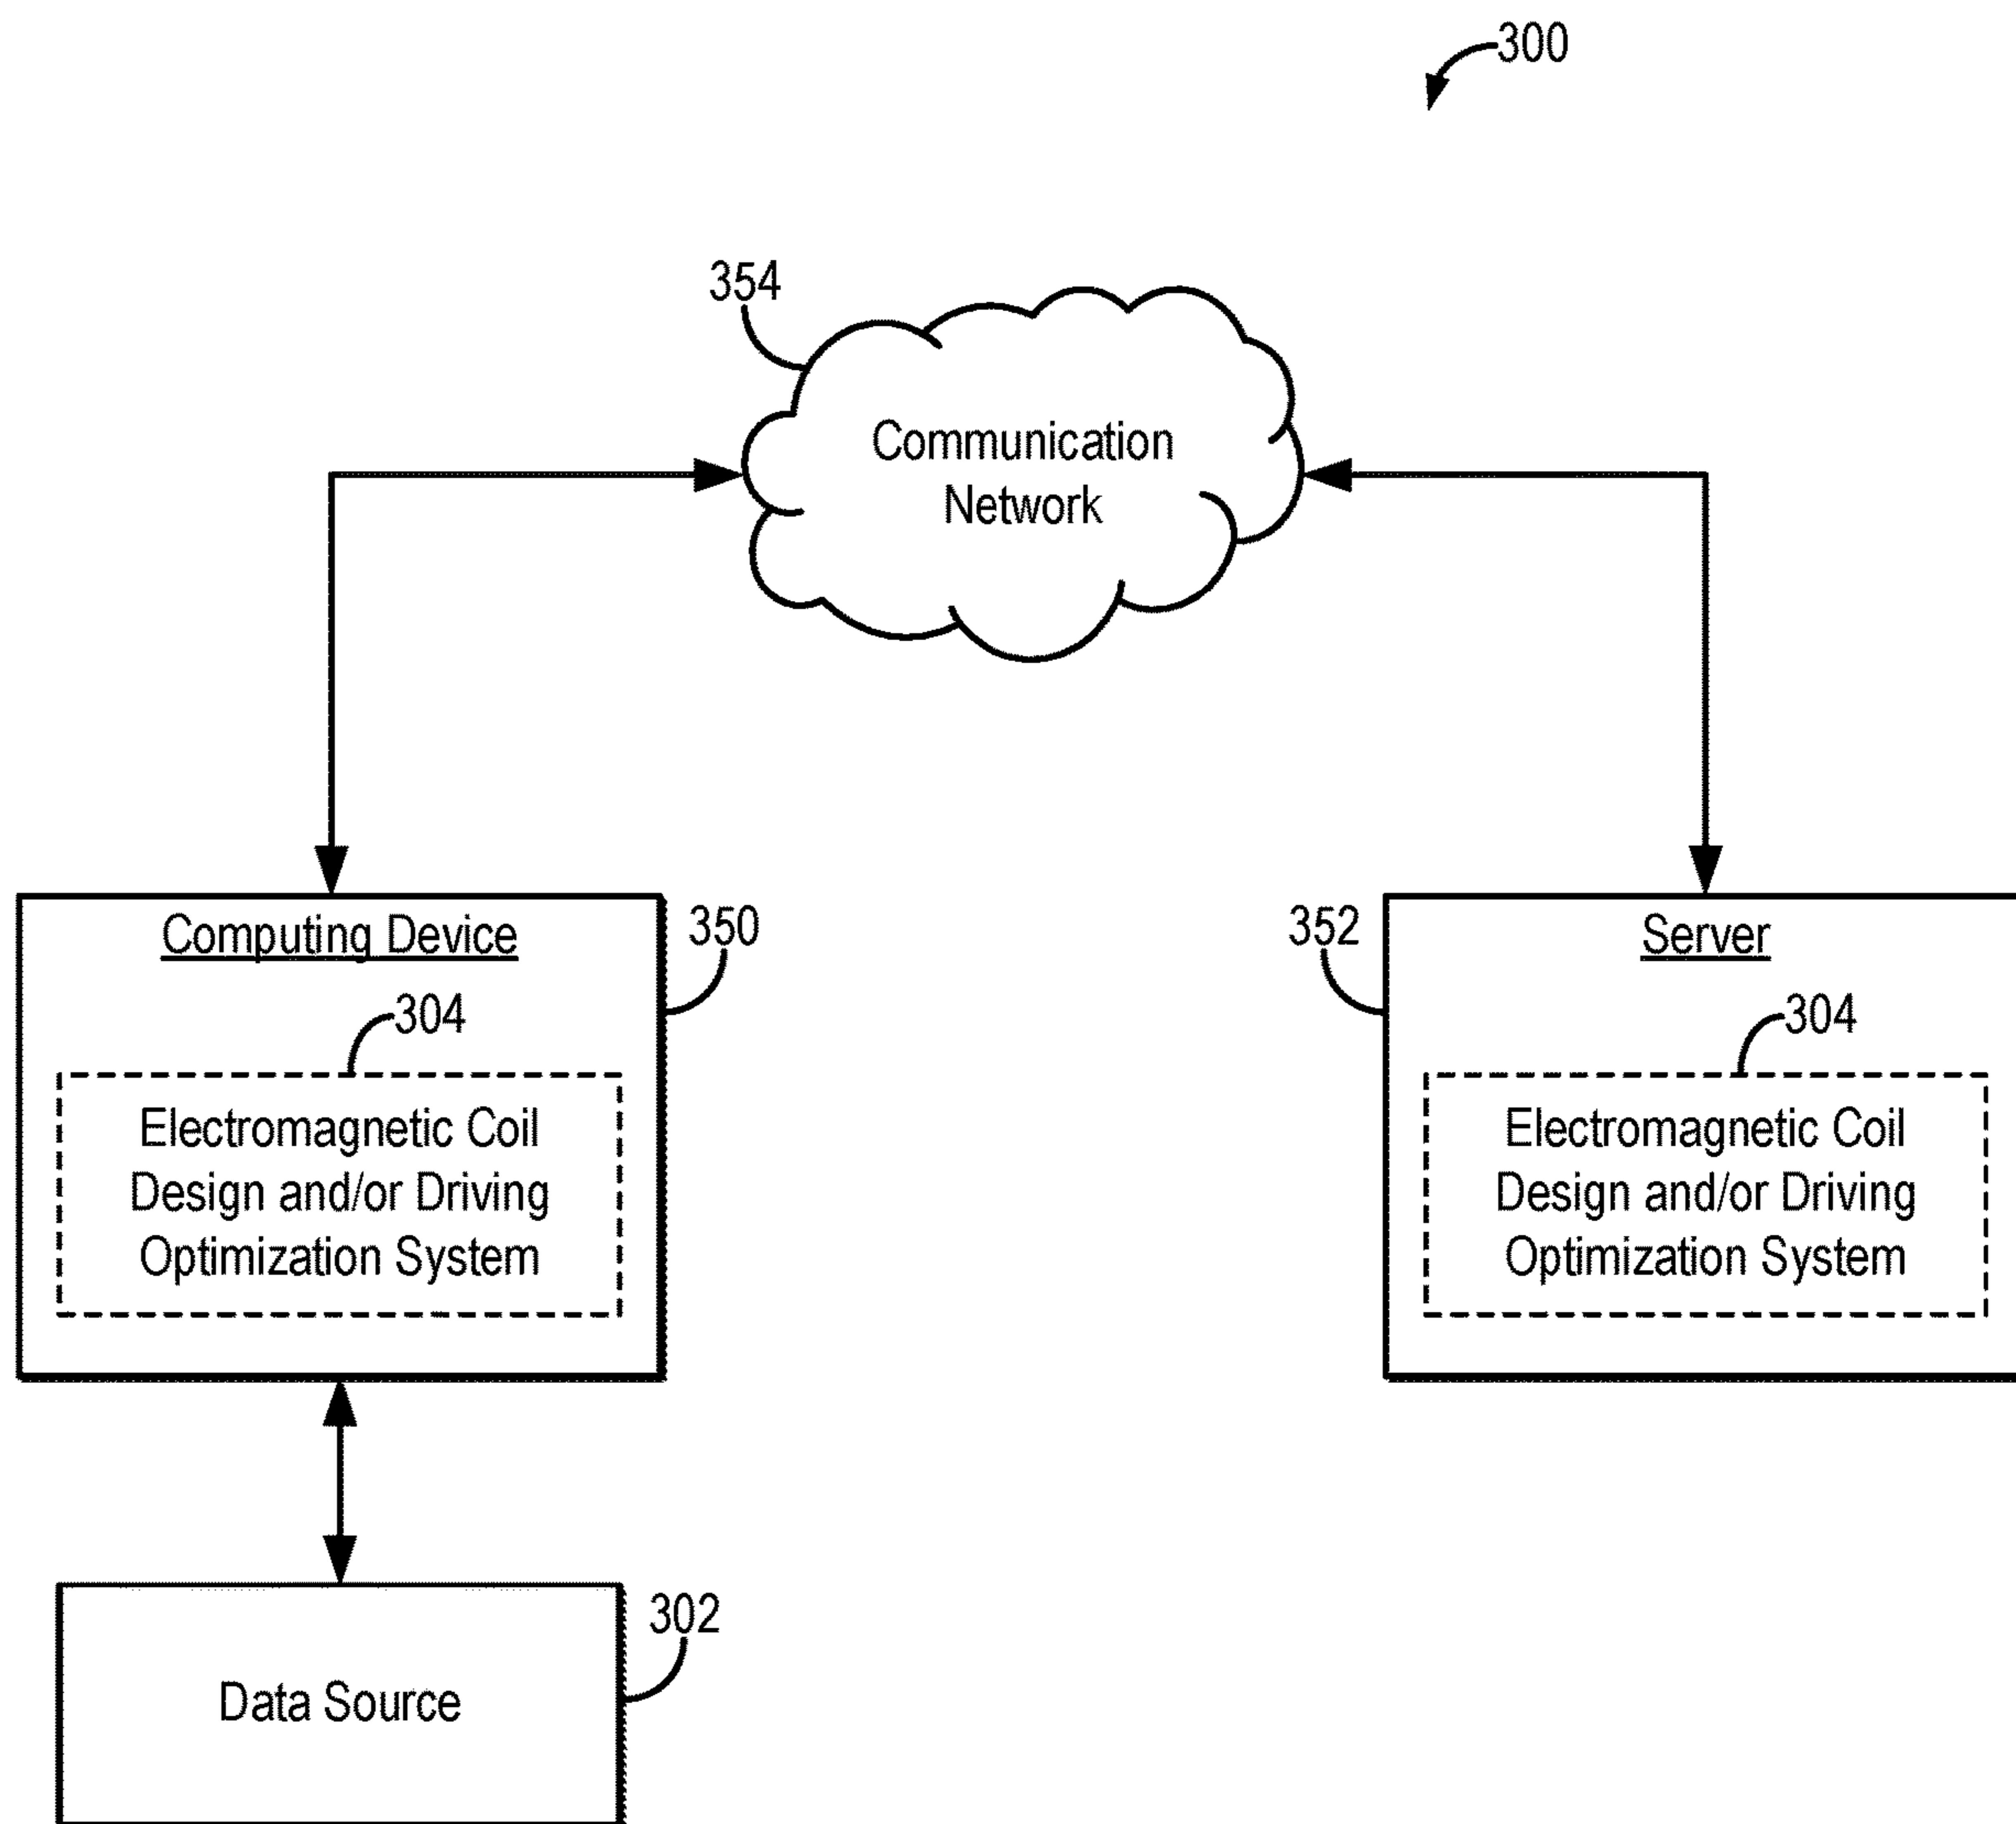 300
354
Communication
Network
Computing Device
350
304
Electromagnetic Coil
Design and/or Driving
Optimization System
352
Server
304
Electromagnetic Coil
Design and/or Driving
Optimization System
302
Data Source